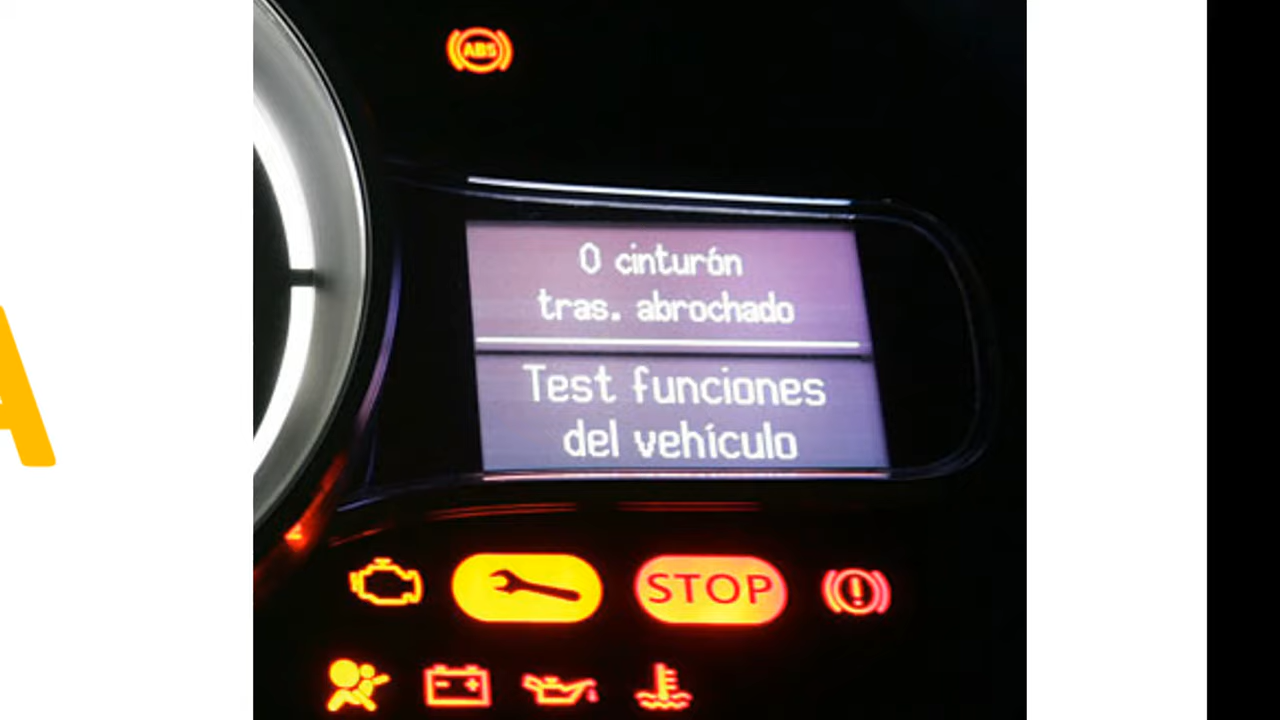 ABS
0 cinturón
tras. abrochado
Test funciones
del vehículo
STOP
A